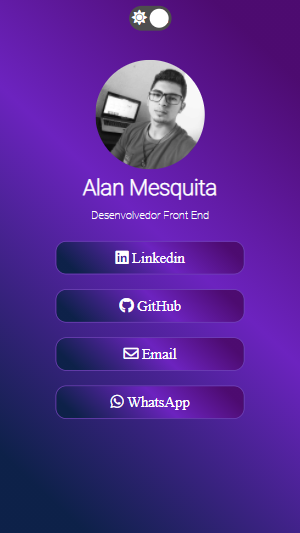 Alan Mesquita
Desenvolvedor Front End
Linkedin
GitHub
Email
WhatsApp